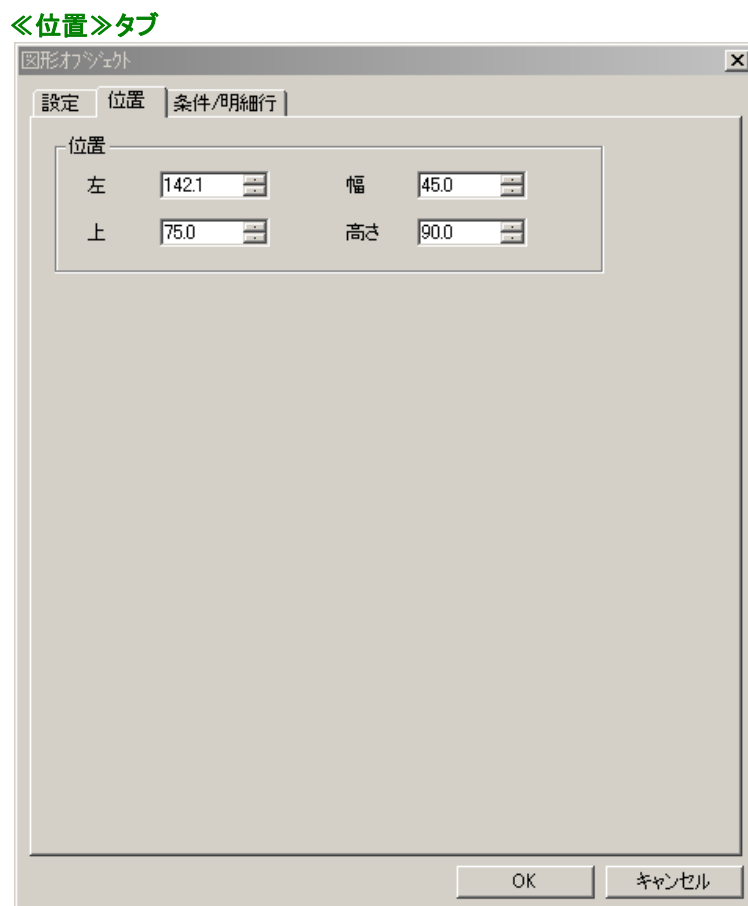 ≪位置≫タブ
図形ｵﾌﾞｼﾞｪｸﾄ
設定 位置 条件/明細行
位置
左 142.1 幅 45.0
上 75.0 高さ 90.0
OK キャンセル